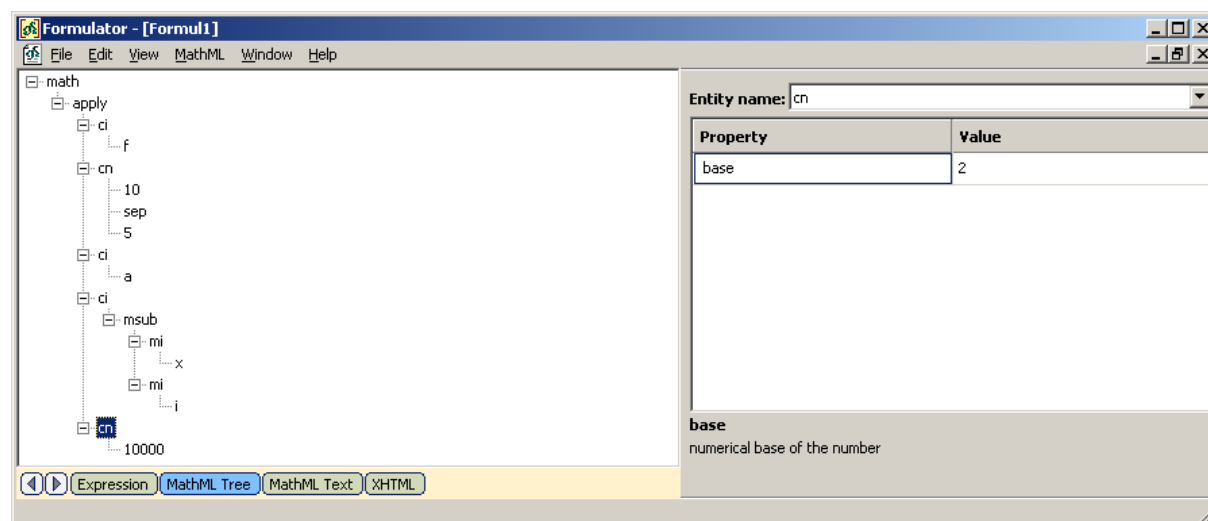 Formulator - [Formul1]
File Edit View MathML Window Help
math
apply
ci
f
cn
10
sep
5
ci
a
ci
msub
mi
x
mi
i
cn
10000
Expression MathML Tree MathML Text XHTML
Entity name: cn
Property Value
base 2
base
numerical base of the number